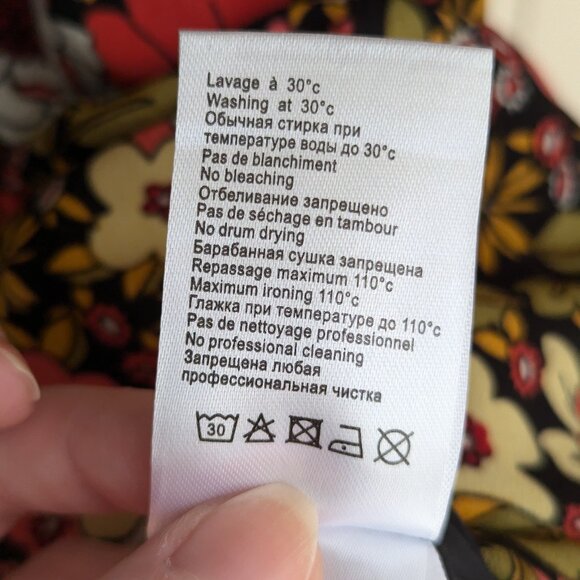 Lavage à 30°c
Washing at 30°c
Обычная стирка при
температуре воды до 30°c
Pas de blanchiment
No bleaching
Отбеливание запрещено
Pas de séchage en tambour
No drum drying
Барабанная сушка запрещена
Repassage maximum 110°c
Maximum ironing 110°c
Глажка при температуре до 110°c
Pas de nettoyage professionnel
No professional cleaning
Запрещена любая
профессиональная чистка
30